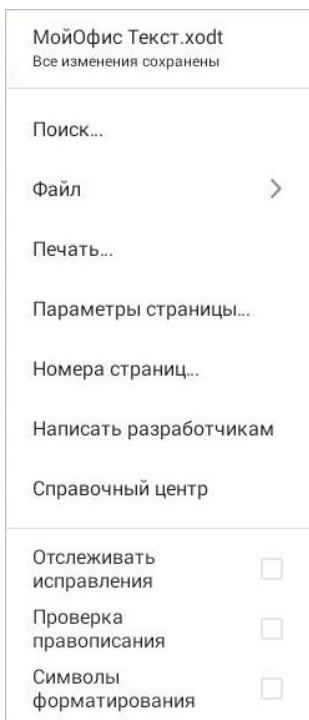 МойОфис Текст.xodt
Все изменения сохранены
Поиск...
Файл
Печать...
Параметры страницы...
Номера страниц...
Написать разработчикам
Справочный центр
Отслеживать
исправления
Проверка
правописания
Символы
форматирования